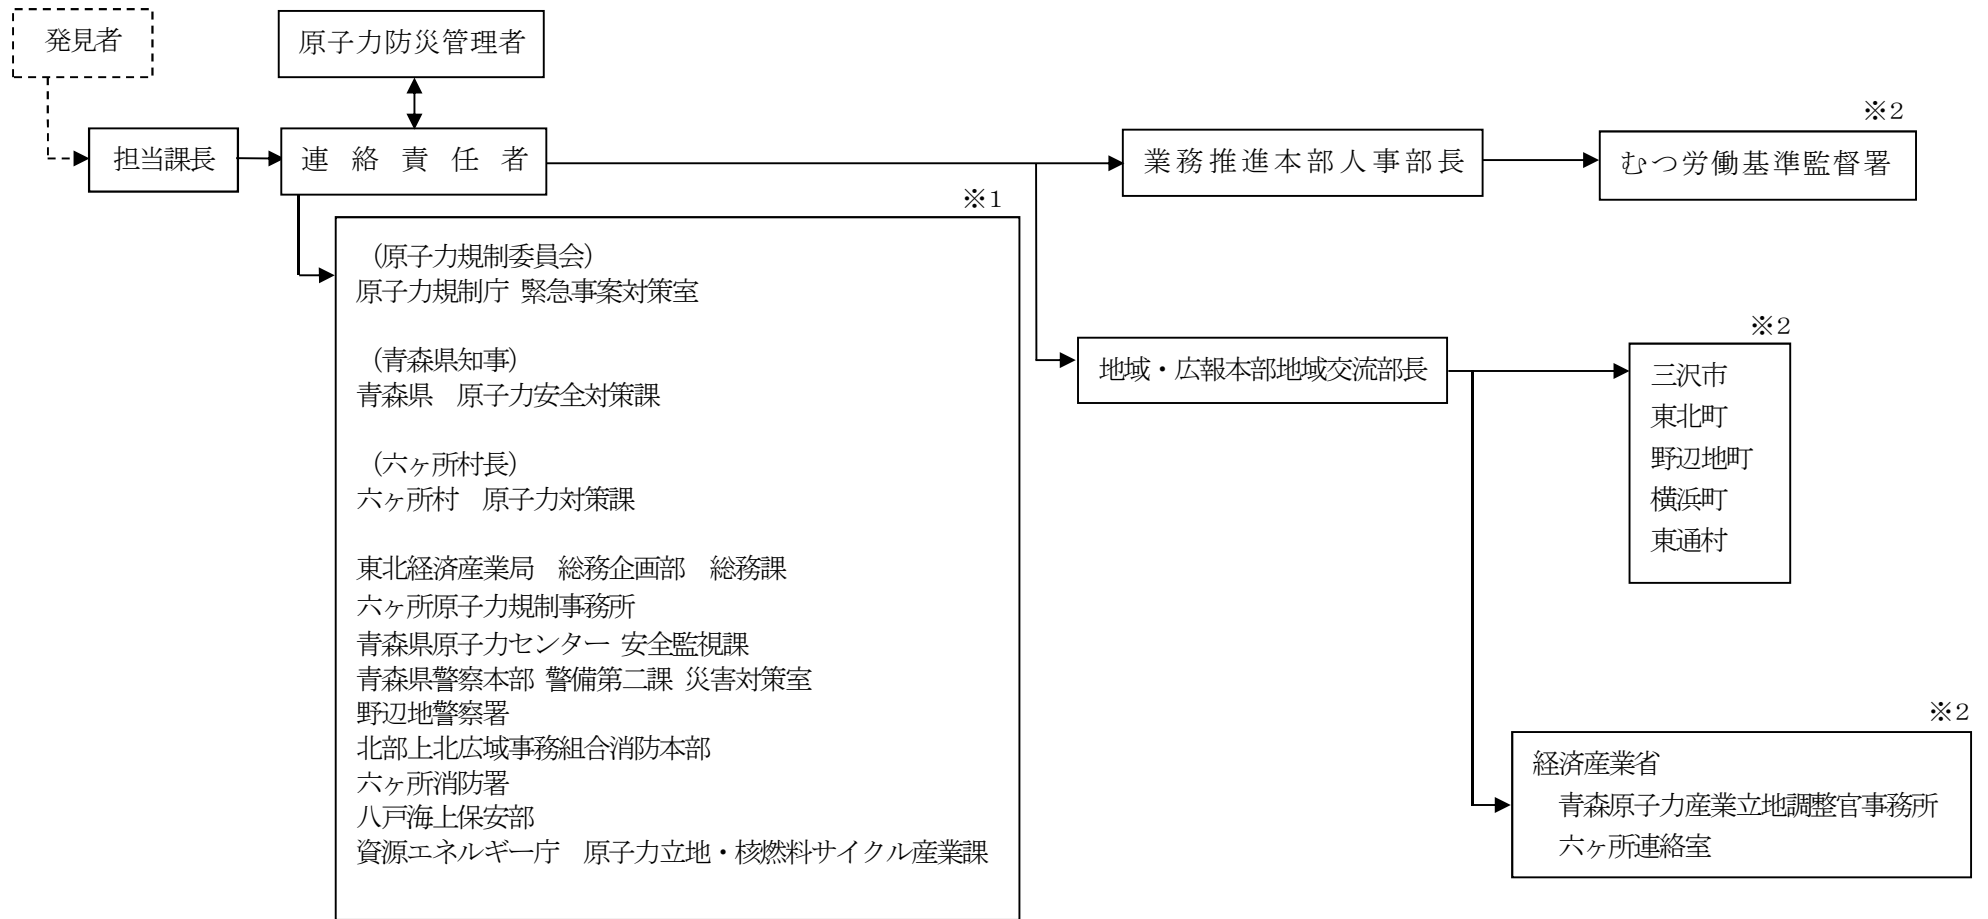 発見者
原子力防災管理者
担当課長
連絡責任者
業務推進本部人事部長
※2
むつ労働基準監督署
※1
（原子力規制委員会）
原子力規制庁 緊急事案対策室
（青森県知事）
青森県　原子力安全対策課
（六ヶ所村長）
六ヶ所村　原子力対策課
東北経済産業局　総務企画部　総務課
六ヶ所原子力規制事務所
青森県原子力センター 安全監視課
青森県警察本部 警備第二課 災害対策室
野辺地警察署
北部上北広域事務組合消防本部
六ヶ所消防署
八戸海上保安部
資源エネルギー庁　原子力立地・核燃料サイクル産業課
地域・広報本部地域交流部長
※2
三沢市
東北町
野辺地町
横浜町
東通村
※2
経済産業省
青森原子力産業立地調整官事務所
六ヶ所連絡室